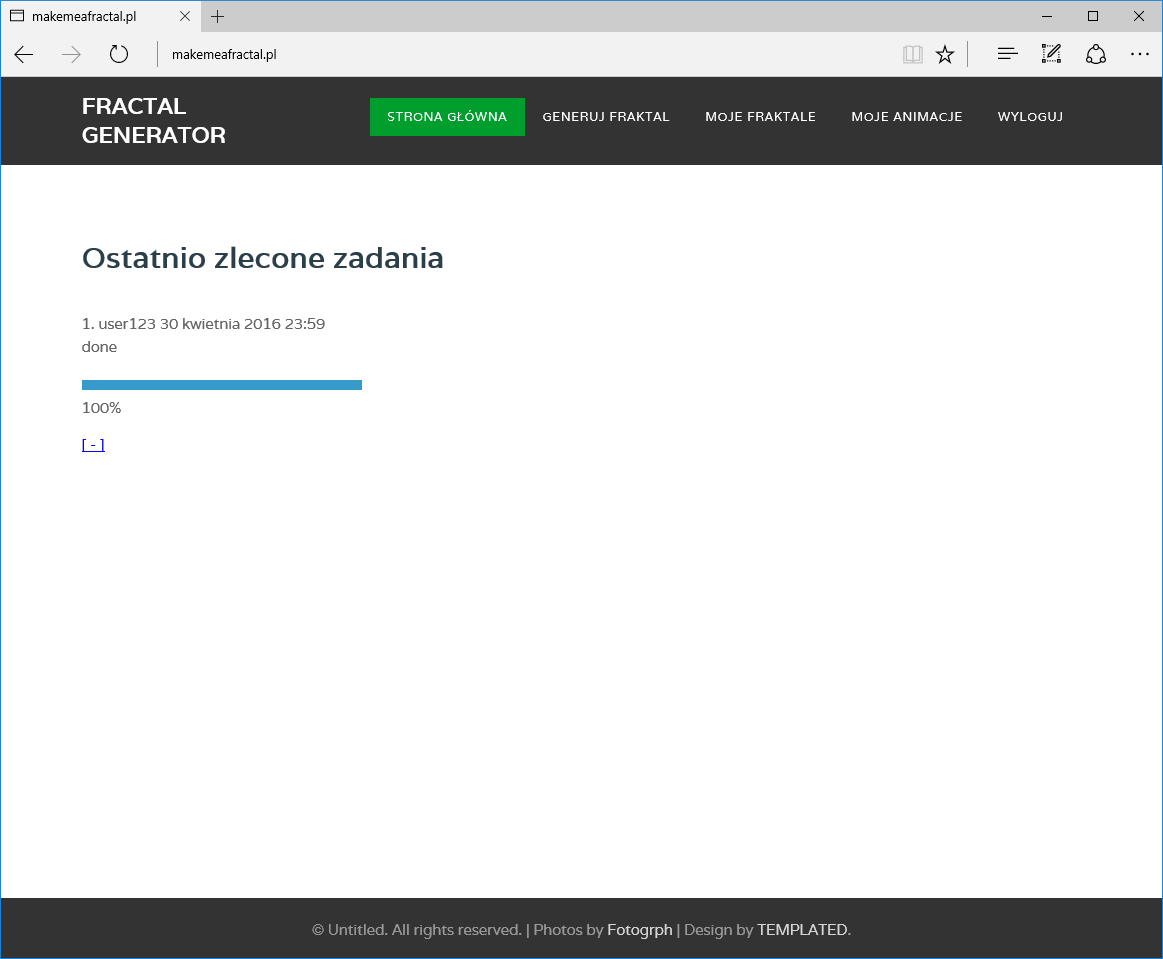 makemeafractal.pl
makemeafractal.pl
FRACTAL
GENERATOR
STRONA GŁÓWNA GENERUJ FRAKTAL MOJE FRAKTALE MOJE ANIMACJE WYLOGUJ
Ostatnio zlecone zadania
1. user123 30 kwietnia 2016 23:59
done
100%
[ - ]
© Untitled. All rights reserved. | Photos by Fotogrph | Design by TEMPLATED.